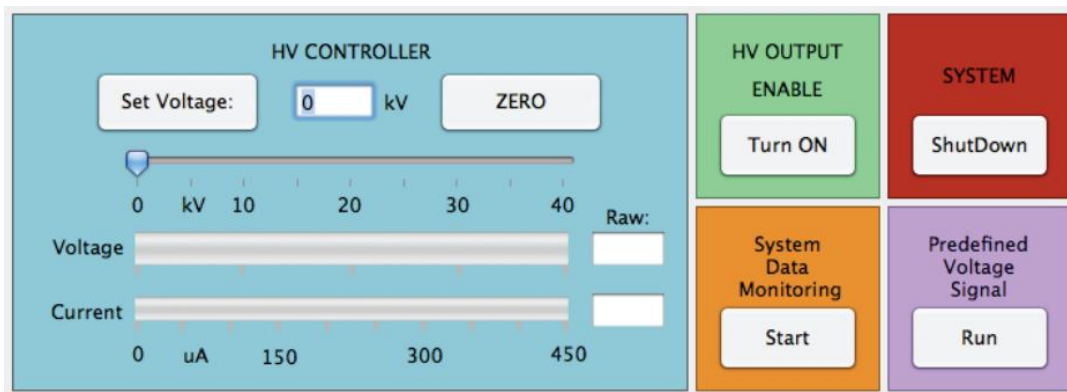 HV CONTROLLER
Set Voltage: 0 kV ZERO
0 kV 10 20 30 40
Raw:
Voltage
Current
0 uA 150 300 450
HV OUTPUT
ENABLE
Turn ON
SYSTEM
ShutDown
System
Data
Monitoring
Start
Predefined
Voltage
Signal
Run